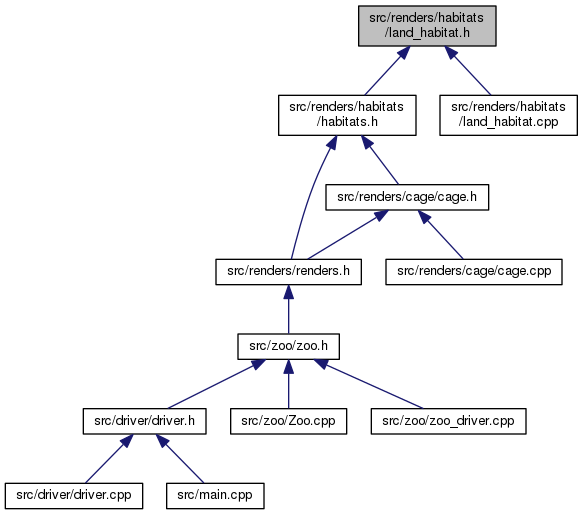 src/renders/habitats
/land_habitat.h
src/renders/habitats
/habitats.h
src/renders/habitats
/land_habitat.cpp
src/renders/cage/cage.h
src/renders/renders.h
src/renders/cage/cage.cpp
src/zoo/zoo.h
src/driver/driver.h
src/zoo/Zoo.cpp
src/zoo/zoo_driver.cpp
src/driver/driver.cpp
src/main.cpp